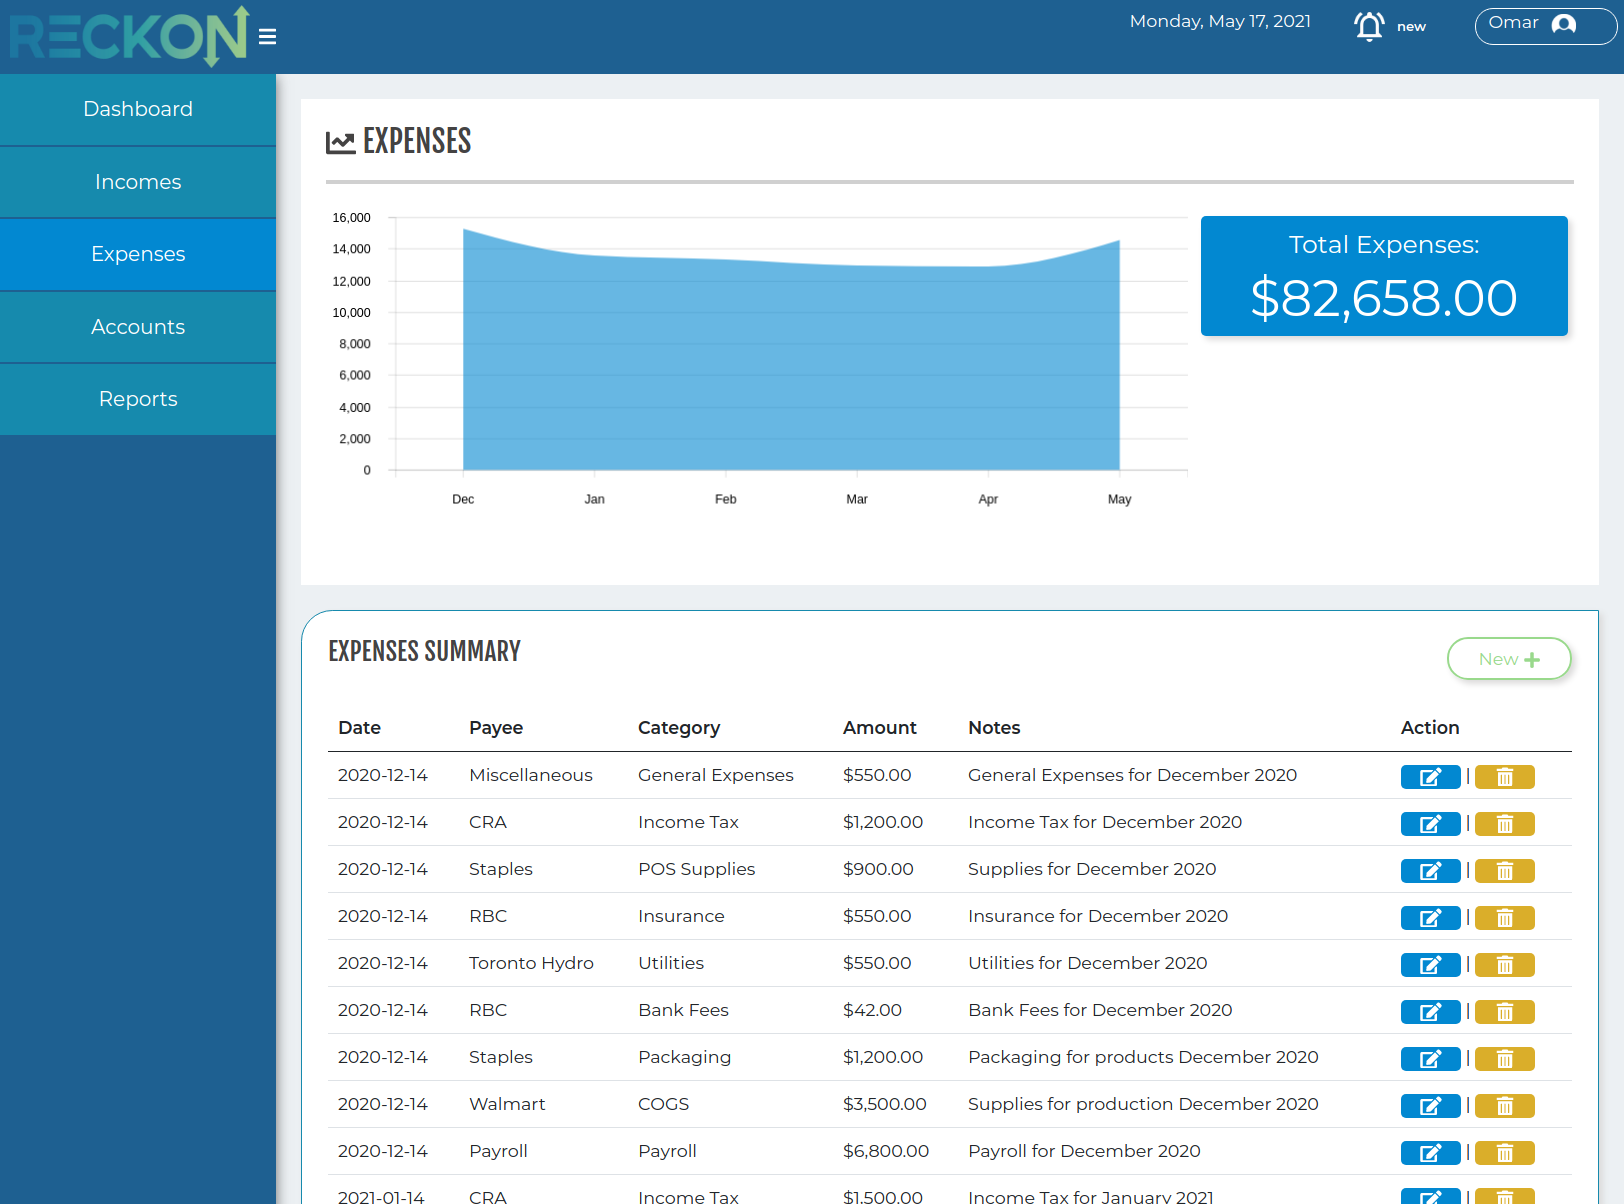 RECKON
Monday, May 17, 2021
new
Omar
Dashboard
Incomes
Expenses
Accounts
Reports
EXPENSES
16,000
14,000
12,000
10,000
8,000
6,000
4,000
2,000
0
Dec Jan Feb Mar Apr May
Total Expenses:
$82,658.00
EXPENSES SUMMARY
New
Date Payee Category Amount Notes Action
2020-12-14 Miscellaneous General Expenses $550.00 General Expenses for December 2020 |
2020-12-14 CRA Income Tax $1,200.00 Income Tax for December 2020 |
2020-12-14 Staples POS Supplies $900.00 Supplies for December 2020 |
2020-12-14 RBC Insurance $550.00 Insurance for December 2020 |
2020-12-14 Toronto Hydro Utilities $550.00 Utilities for December 2020 |
2020-12-14 RBC Bank Fees $42.00 Bank Fees for December 2020 |
2020-12-14 Staples Packaging $1,200.00 Packaging for products December 2020 |
2020-12-14 Walmart COGS $3,500.00 Supplies for production December 2020 |
2020-12-14 Payroll Payroll $6,800.00 Payroll for December 2020 |
2021-01-14 CRA Income Tax $1,500.00 Income Tax for January 2021 |